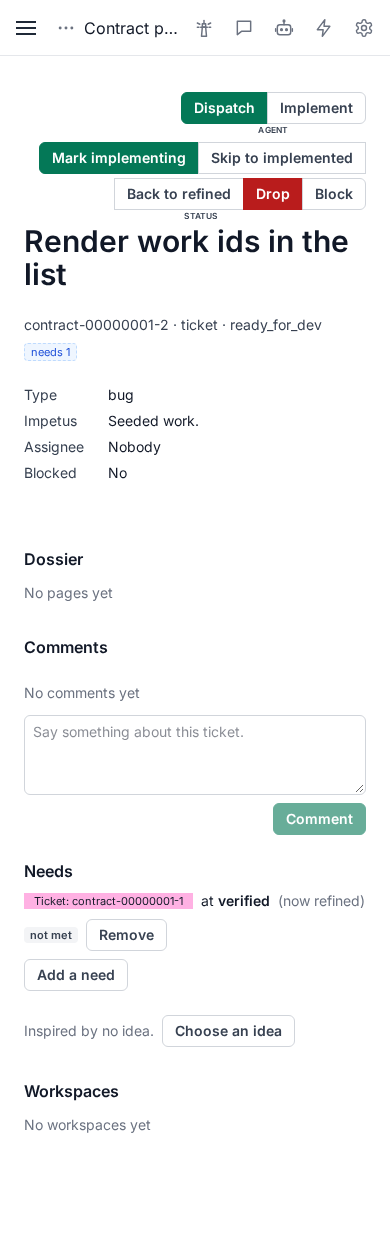 Contract p...
Dispatch Implement
AGENT
Mark implementing Skip to implemented
Back to refined Drop Block
STATUS
Render work ids in the
list
contract-00000001-2 · ticket · ready_for_dev
needs 1
Type bug
Impetus Seeded work.
Assignee Nobody
Blocked No
Dossier
No pages yet
Comments
No comments yet
Say something about this ticket.
Comment
Needs
Ticket: contract-00000001-1 at verified (now refined)
not met Remove
Add a need
Inspired by no idea. Choose an idea
Workspaces
No workspaces yet